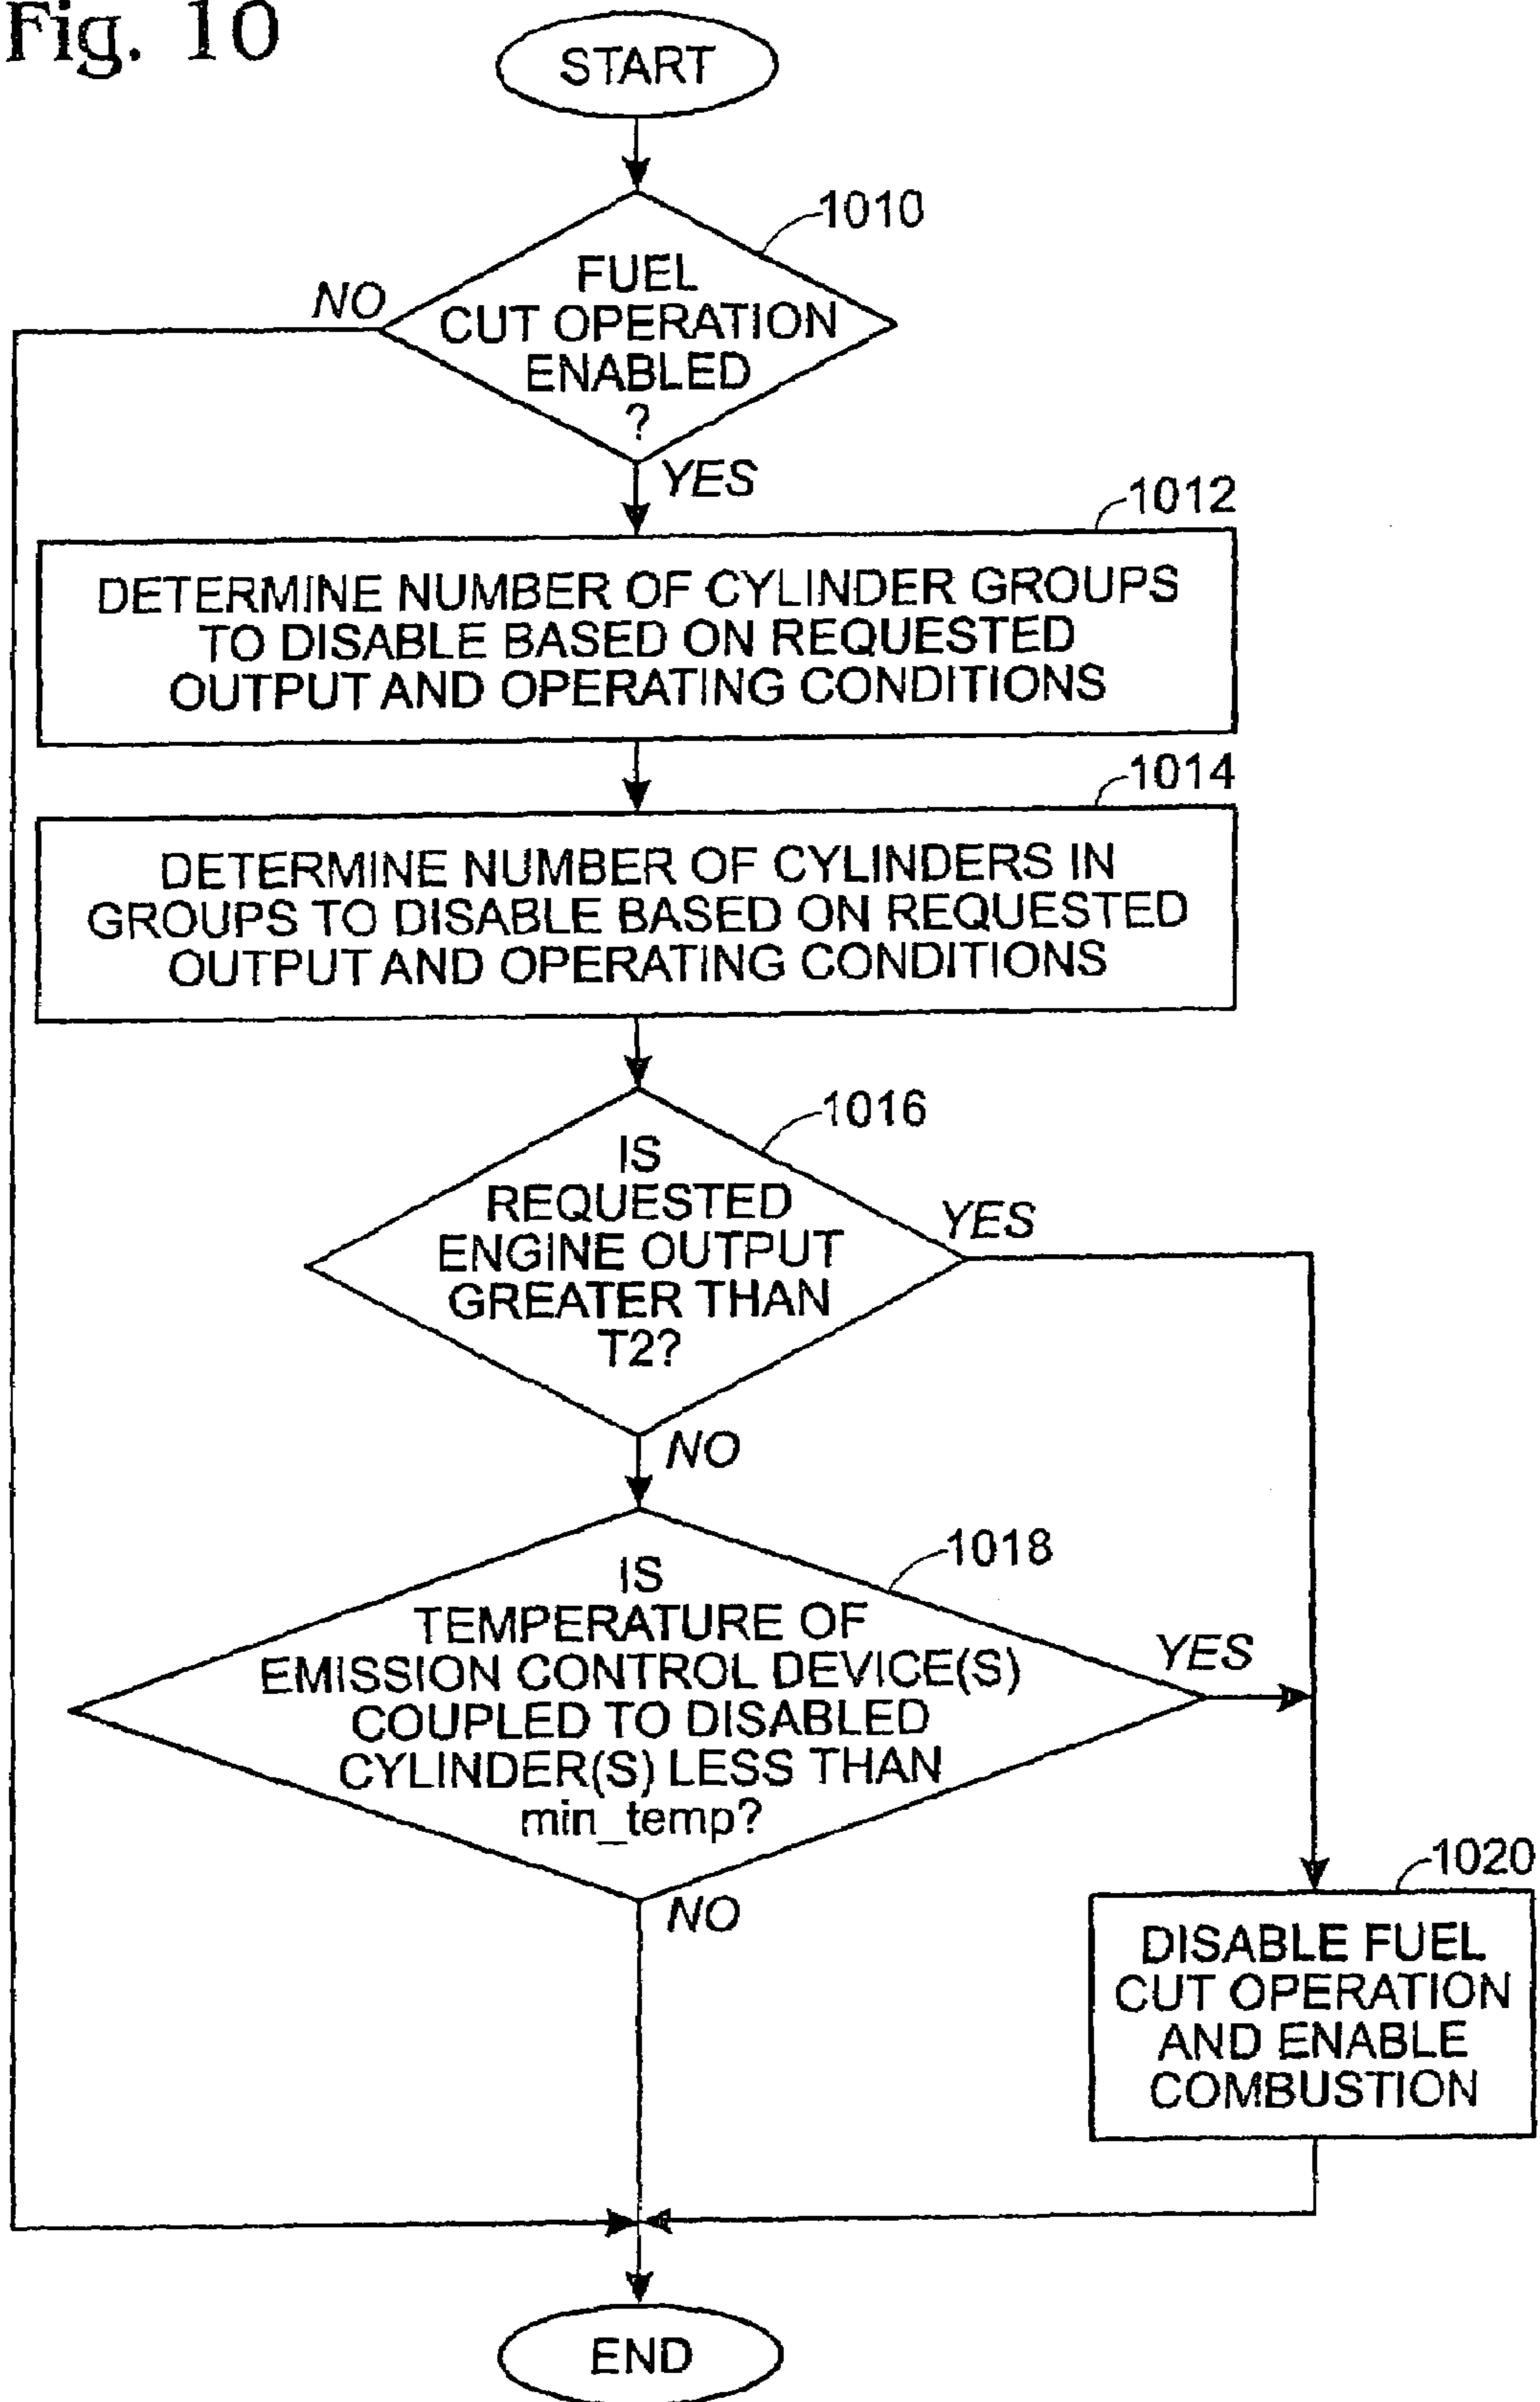 Fig. 10
START
1010
FUEL
CUT OPERATION
ENABLED
?
NO
YES
1012
DETERMINE NUMBER OF CYLINDER GROUPS
TO DISABLE BASED ON REQUESTED
OUTPUT AND OPERATING CONDITIONS
1014
DETERMINE NUMBER OF CYLINDERS IN
GROUPS TO DISABLE BASED ON REQUESTED
OUTPUT AND OPERATING CONDITIONS
1016
IS
REQUESTED
ENGINE OUTPUT
GREATER THAN
T2?
YES
NO
1018
IS
TEMPERATURE OF
EMISSION CONTROL DEVICE(S)
COUPLED TO DISABLED
CYLINDER(S) LESS THAN
min_temp?
YES
NO
1020
DISABLE FUEL
CUT OPERATION
AND ENABLE
COMBUSTION
END